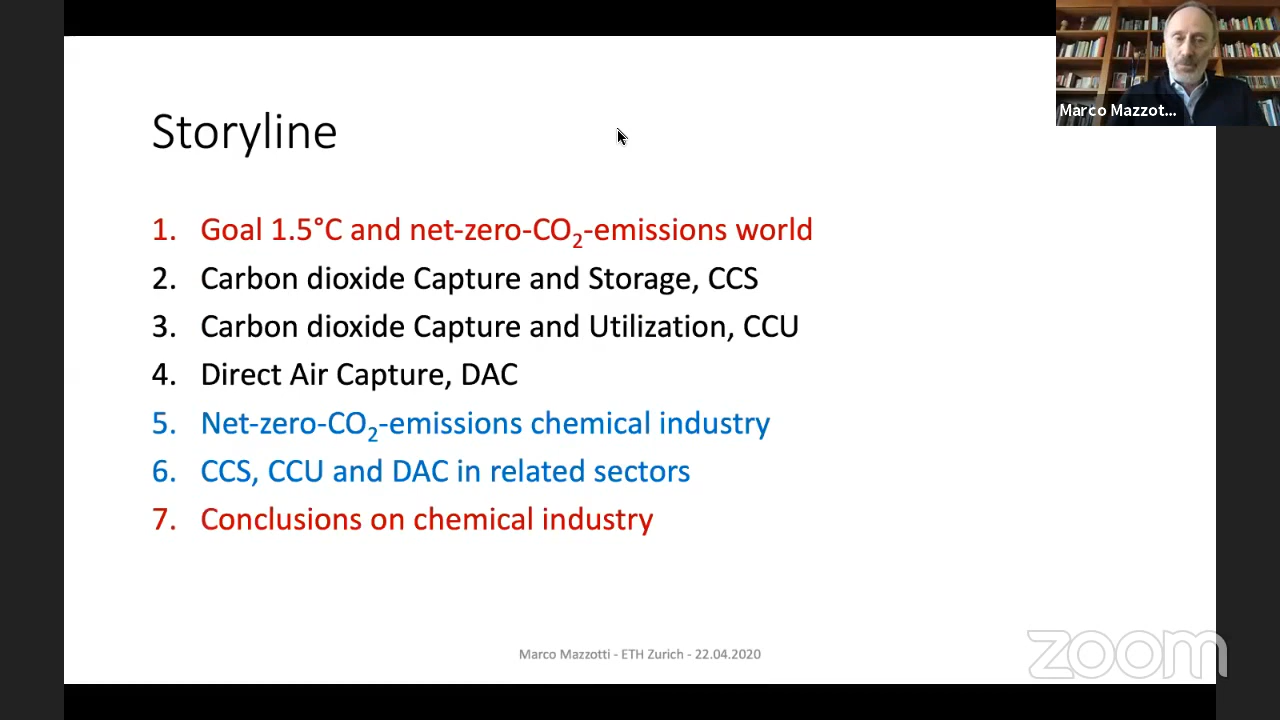 Marco Mazzot...
Storyline
1. Goal 1.5°C and net-zero-CO₂-emissions world
2. Carbon dioxide Capture and Storage, CCS
3. Carbon dioxide Capture and Utilization, CCU
4. Direct Air Capture, DAC
5. Net-zero-CO₂-emissions chemical industry
6. CCS, CCU and DAC in related sectors
7. Conclusions on chemical industry
Marco Mazzotti - ETH Zurich - 22.04.2020
zoom